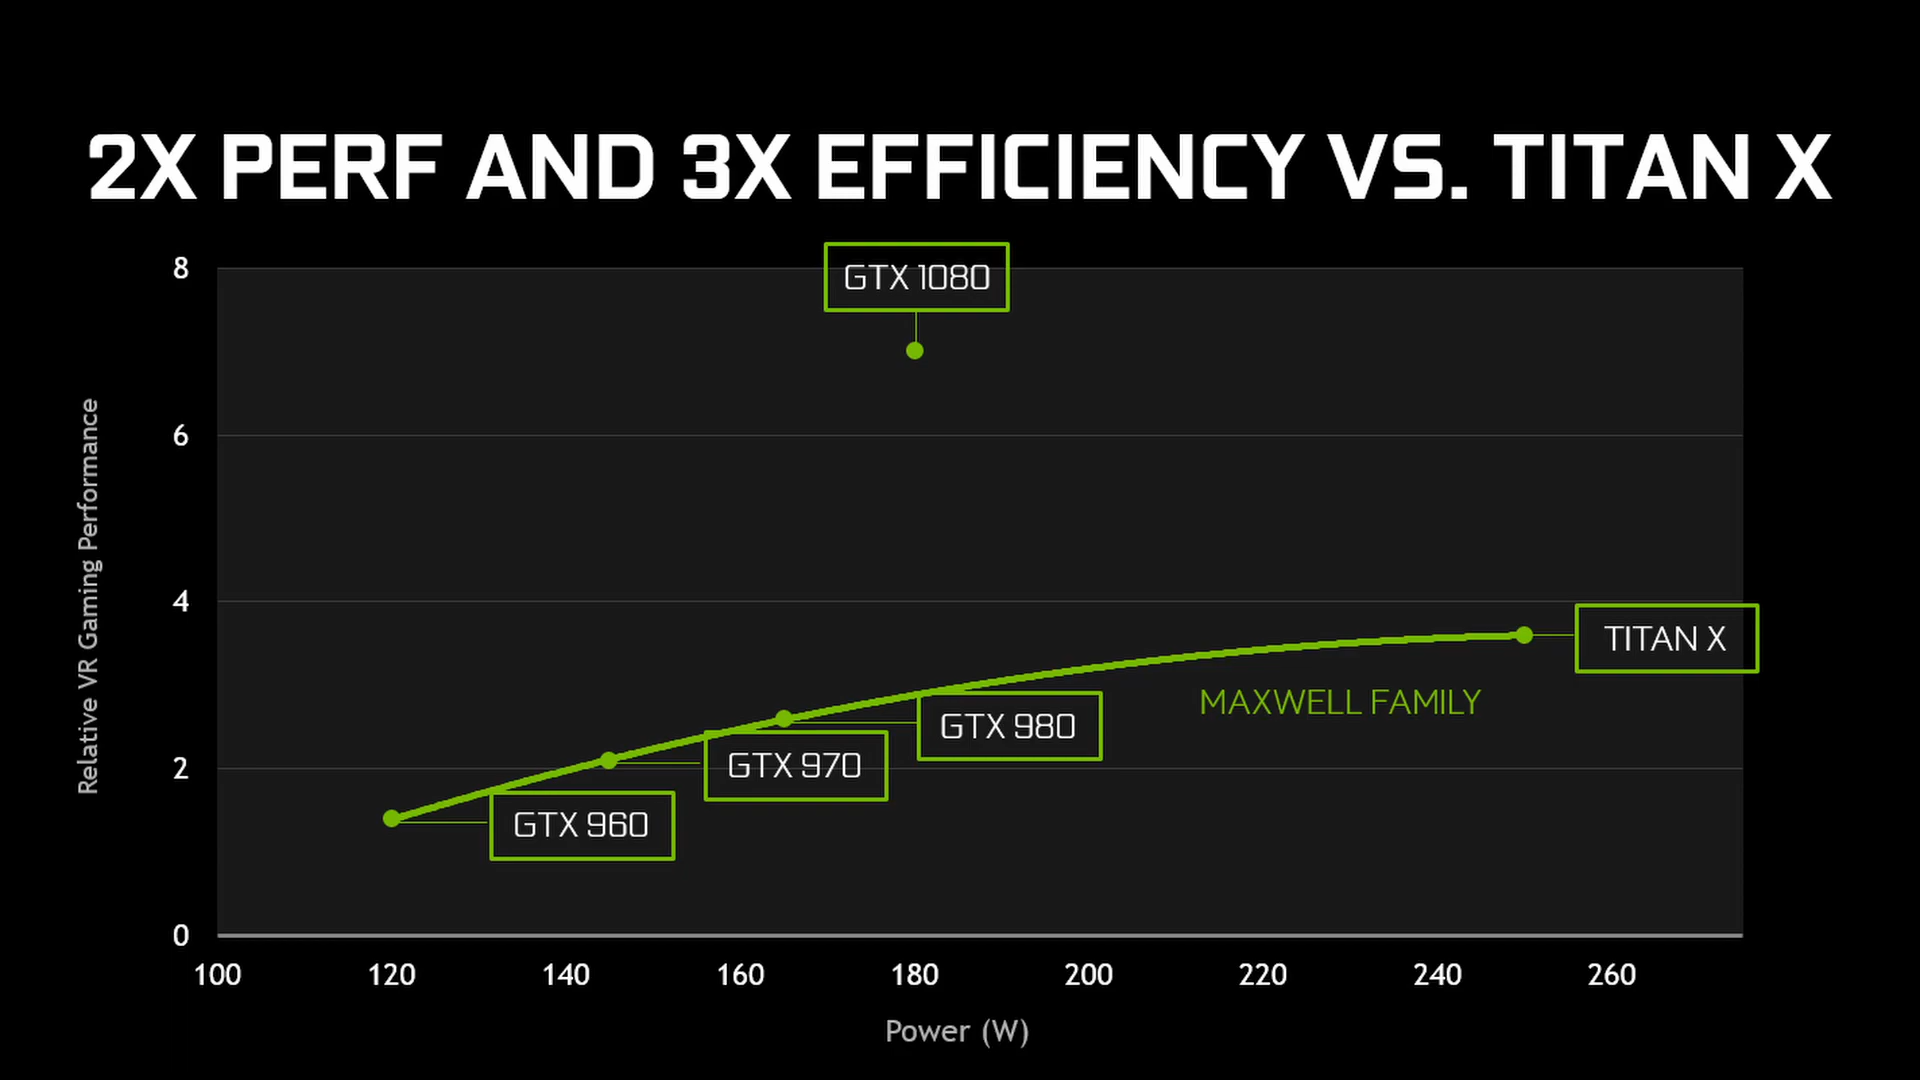 2X PERF AND 3X EFFICIENCY VS. TITAN X
Relative VR Gaming Performance
8
6
4
2
0
GTX 1080
TITAN X
MAXWELL FAMILY
GTX 980
GTX 970
GTX 960
100 120 140 160 180 200 220 240 260
Power (W)